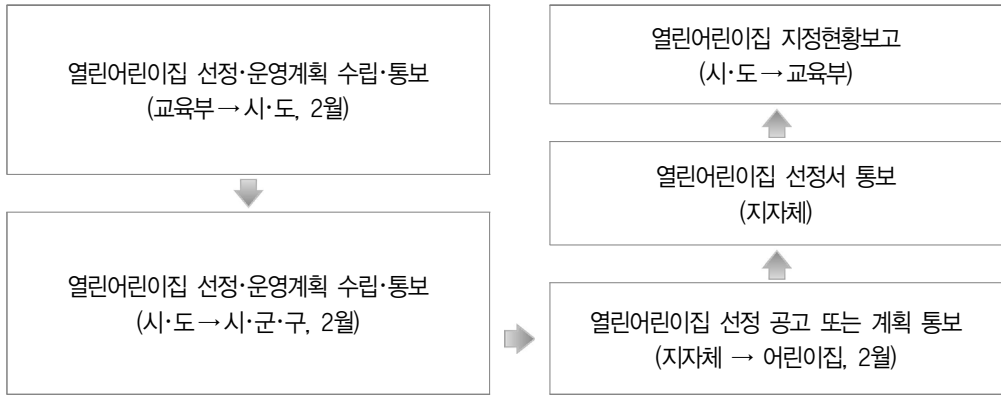 열린어린이집 선정·운영계획 수립·통보
(교육부→시·도, 2월)
열린어린이집 선정·운영계획 수립·통보
(시·도→시·군·구, 2월)
열린어린이집 선정 공고 또는 계획 통보
(지자체 → 어린이집, 2월)
열린어린이집 선정서 통보
(지자체)
열린어린이집 지정현황보고
(시·도→교육부)